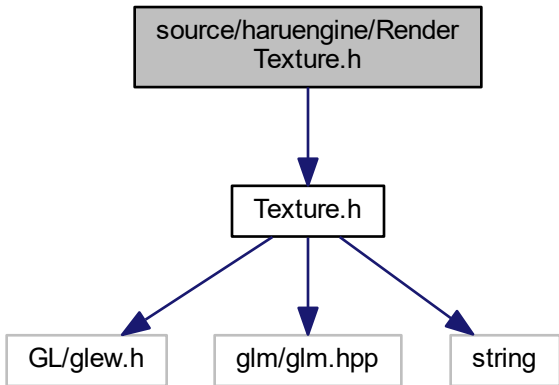 source/haruengine/Render
Texture.h
Texture.h
GL/glew.h
glm/glm.hpp
string